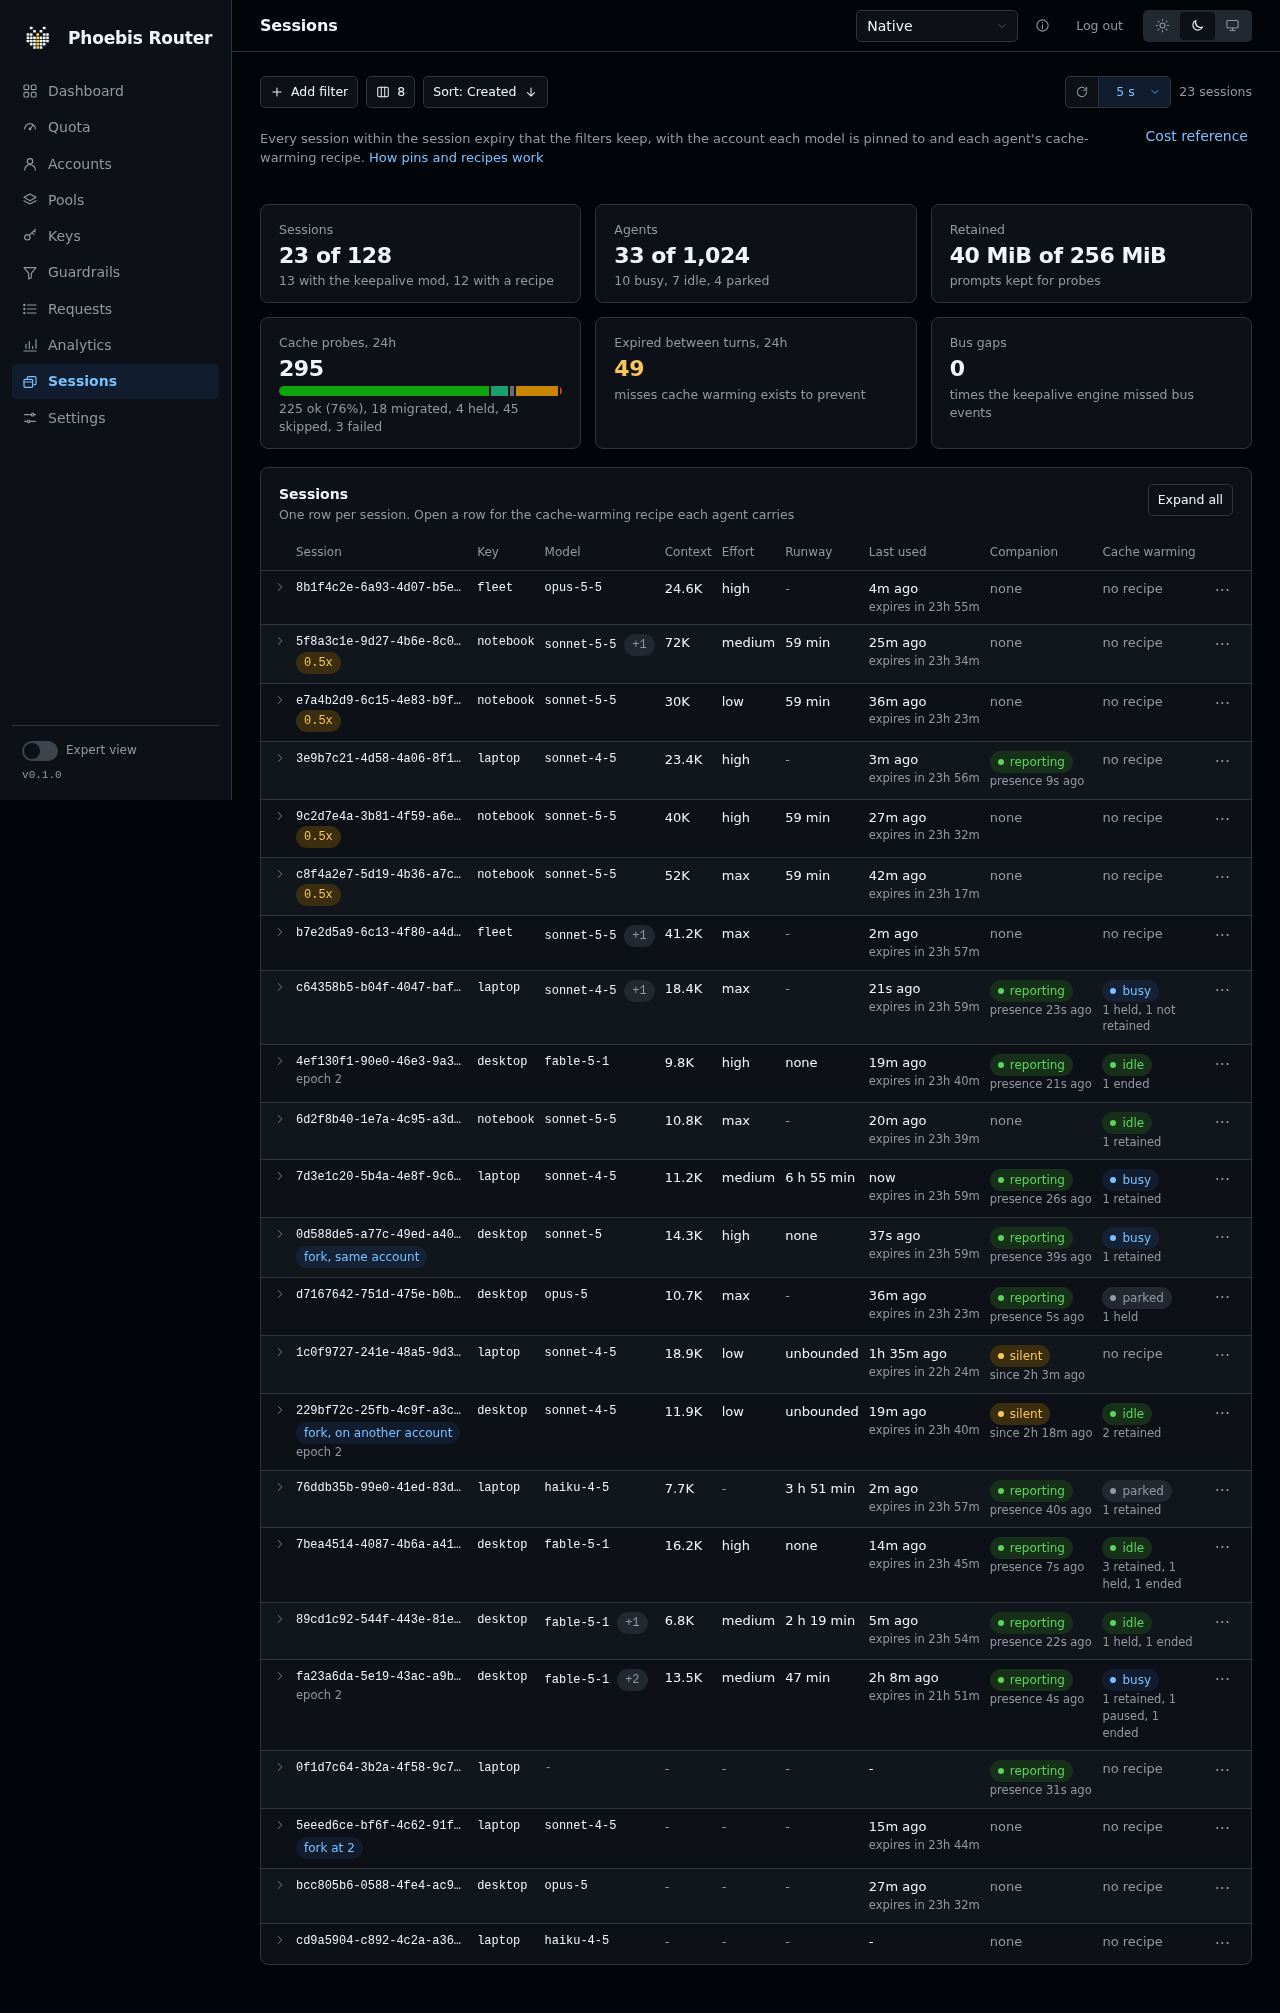 Phoebis Router
Dashboard
Quota
Accounts
Pools
Keys
Guardrails
Requests
Analytics
Sessions
Settings
Expert view
v0.1.0
Sessions
Native
Log out
Add filter
8
Sort: Created
5 s
23 sessions
Every session within the session expiry that the filters keep, with the account each model is pinned to and each agent's cache-
warming recipe. How pins and recipes work
Cost reference
Sessions
23 of 128
13 with the keepalive mod, 12 with a recipe
Agents
33 of 1,024
10 busy, 7 idle, 4 parked
Retained
40 MiB of 256 MiB
prompts kept for probes
Cache probes, 24h
295
225 ok (76%), 18 migrated, 4 held, 45
skipped, 3 failed
Expired between turns, 24h
49
misses cache warming exists to prevent
Bus gaps
0
times the keepalive engine missed bus
events
Sessions
One row per session. Open a row for the cache-warming recipe each agent carries
Expand all
Session Key Model Context Effort Runway Last used Companion Cache warming
8b1f4c2e-6a93-4d07-b5e… fleet opus-5-5 24.6K high - 4m ago none no recipe ...
expires in 23h 55m
5f8a3c1e-9d27-4b6e-8c0… notebook sonnet-5-5 +1 72K medium 59 min 25m ago none no recipe ...
0.5x expires in 23h 34m
e7a4b2d9-6c15-4e83-b9f… notebook sonnet-5-5 30K low 59 min 36m ago none no recipe ...
0.5x expires in 23h 23m
3e9b7c21-4d58-4a06-8f1… laptop sonnet-4-5 23.4K high - 3m ago reporting no recipe ...
expires in 23h 56m presence 9s ago
9c2d7e4a-3b81-4f59-a6e… notebook sonnet-5-5 40K high 59 min 27m ago none no recipe ...
0.5x expires in 23h 32m
c8f4a2e7-5d19-4b36-a7c… notebook sonnet-5-5 52K max 59 min 42m ago none no recipe ...
0.5x expires in 23h 17m
b7e2d5a9-6c13-4f80-a4d… fleet sonnet-5-5 +1 41.2K max - 2m ago none no recipe ...
expires in 23h 57m
c64358b5-b04f-4047-baf… laptop sonnet-4-5 +1 18.4K max - 21s ago reporting busy ...
expires in 23h 59m presence 23s ago 1 held, 1 not
retained
4ef130f1-90e0-46e3-9a3… desktop fable-5-1 9.8K high none 19m ago reporting idle ...
epoch 2 expires in 23h 40m presence 21s ago 1 ended
6d2f8b40-1e7a-4c95-a3d… notebook sonnet-5-5 10.8K max - 20m ago none idle ...
expires in 23h 39m 1 retained
7d3e1c20-5b4a-4e8f-9c6… laptop sonnet-4-5 11.2K medium 6 h 55 min now reporting busy ...
expires in 23h 59m presence 26s ago 1 retained
0d588de5-a77c-49ed-a40… desktop sonnet-5 14.3K high none 37s ago reporting busy ...
fork, same account expires in 23h 59m presence 39s ago 1 retained
d7167642-751d-475e-b0b… desktop opus-5 10.7K max - 36m ago reporting parked ...
expires in 23h 23m presence 5s ago 1 held
1c0f9727-241e-48a5-9d3… laptop sonnet-4-5 18.9K low unbounded 1h 35m ago silent no recipe ...
expires in 22h 24m since 2h 3m ago
229bf72c-25fb-4c9f-a3c… desktop sonnet-4-5 11.9K low unbounded 19m ago silent idle ...
fork, on another account expires in 23h 40m since 2h 18m ago 2 retained
epoch 2
76ddb35b-99e0-41ed-83d… laptop haiku-4-5 7.7K - 3 h 51 min 2m ago reporting parked ...
expires in 23h 57m presence 40s ago 1 retained
7bea4514-4087-4b6a-a41… desktop fable-5-1 16.2K high none 14m ago reporting idle ...
expires in 23h 45m presence 7s ago 3 retained, 1
held, 1 ended
89cd1c92-544f-443e-81e… desktop fable-5-1 +1 6.8K medium 2 h 19 min 5m ago reporting idle ...
expires in 23h 54m presence 22s ago 1 held, 1 ended
fa23a6da-5e19-43ac-a9b… desktop fable-5-1 +2 13.5K medium 47 min 2h 8m ago reporting busy ...
epoch 2 expires in 21h 51m presence 4s ago 1 retained, 1
paused, 1
ended
0f1d7c64-3b2a-4f58-9c7… laptop - - - - - reporting no recipe ...
presence 31s ago
5eeed6ce-bf6f-4c62-91f… laptop sonnet-4-5 - - - 15m ago none no recipe ...
fork at 2 expires in 23h 44m
bcc805b6-0588-4fe4-ac9… desktop opus-5 - - - 27m ago none no recipe ...
expires in 23h 32m
cd9a5904-c892-4c2a-a36… laptop haiku-4-5 - - - - none no recipe ...